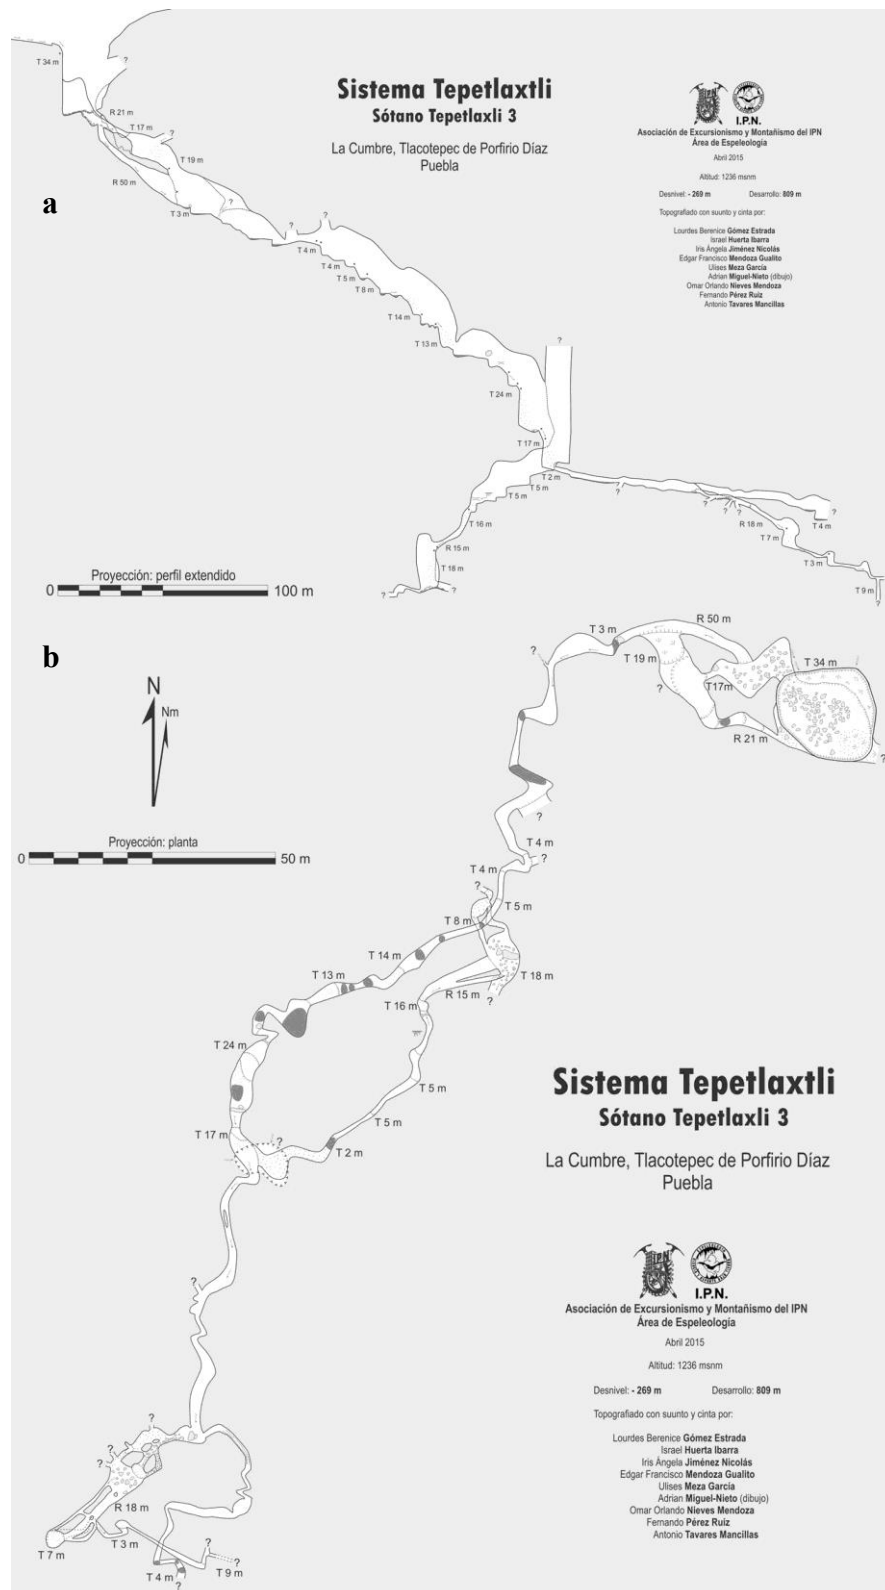 T 34 m
?
R 21 m
T 17 m
?
T 19 m
R 50 m
a
?
T 3 m
?
?
T 4 m
T 4 m
T 5 m
T 8 m
T 14 m
T 13 m
?
T 24 m
T 17 m
T 2 m
T 5 m
T 5 m
T 16 m
R 15 m
T 18 m
?
?
?
?
?
?
?
T 4 m
R 18 m
T 7 m
T 3 m
T 9 m
?
Sistema Tepetlaxtli
Sótano Tepetlaxli 3
La Cumbre, Tlacotepec de Porfirio Díaz
Puebla
I.P.N.
Asociación de Excursionismo y Montañismo del IPN
Área de Espeleología
Abril 2015
Altitud: 1236 msnm
Desnivel: - 269 m Desarrollo: 809 m
Topografiado con suunto y cinta por:
Lourdes Berenice Gómez Estrada
Israel Huerta Ibarra
Iris Ángela Jiménez Nicolás
Edgar Francisco Mendoza Gualito
Ulises Meza García
Adrian Miguel-Nieto (dibujo)
Omar Orlando Nieves Mendoza
Fernando Pérez Ruiz
Antonio Tavares Mancillas
Proyección: perfil extendido
0 100 m
b
N
Nm
Proyección: planta
0 50 m
T 3 m
R 50 m
T 34 m
T 19 m
T17m
?
?
R 21 m
?
?
T 4 m
?
T 4 m
?
T 5 m
T 8 m
T 14 m
T 13 m
T 18 m
R 15 m
?
T 16 m
T 24 m
T 5 m
T 5 m
T 17 m
?
T 2 m
?
?
?
?
R 18 m
T 7 m
T 3 m
?
T 4 m
T 9 m
?
?
Sistema Tepetlaxtli
Sótano Tepetlaxli 3
La Cumbre, Tlacotepec de Porfirio Díaz
Puebla
IPN
I.P.N.
Asociación de Excursionismo y Montañismo del IPN
Área de Espeleología
Abril 2015
Altitud: 1236 msnm
Desnivel: - 269 m Desarrollo: 809 m
Topografiado con suunto y cinta por:
Lourdes Berenice Gómez Estrada
Israel Huerta Ibarra
Iris Ángela Jiménez Nicolás
Edgar Francisco Mendoza Gualito
Ulises Meza García
Adrian Miguel-Nieto (dibujo)
Omar Orlando Nieves Mendoza
Fernando Pérez Ruiz
Antonio Tavares Mancillas